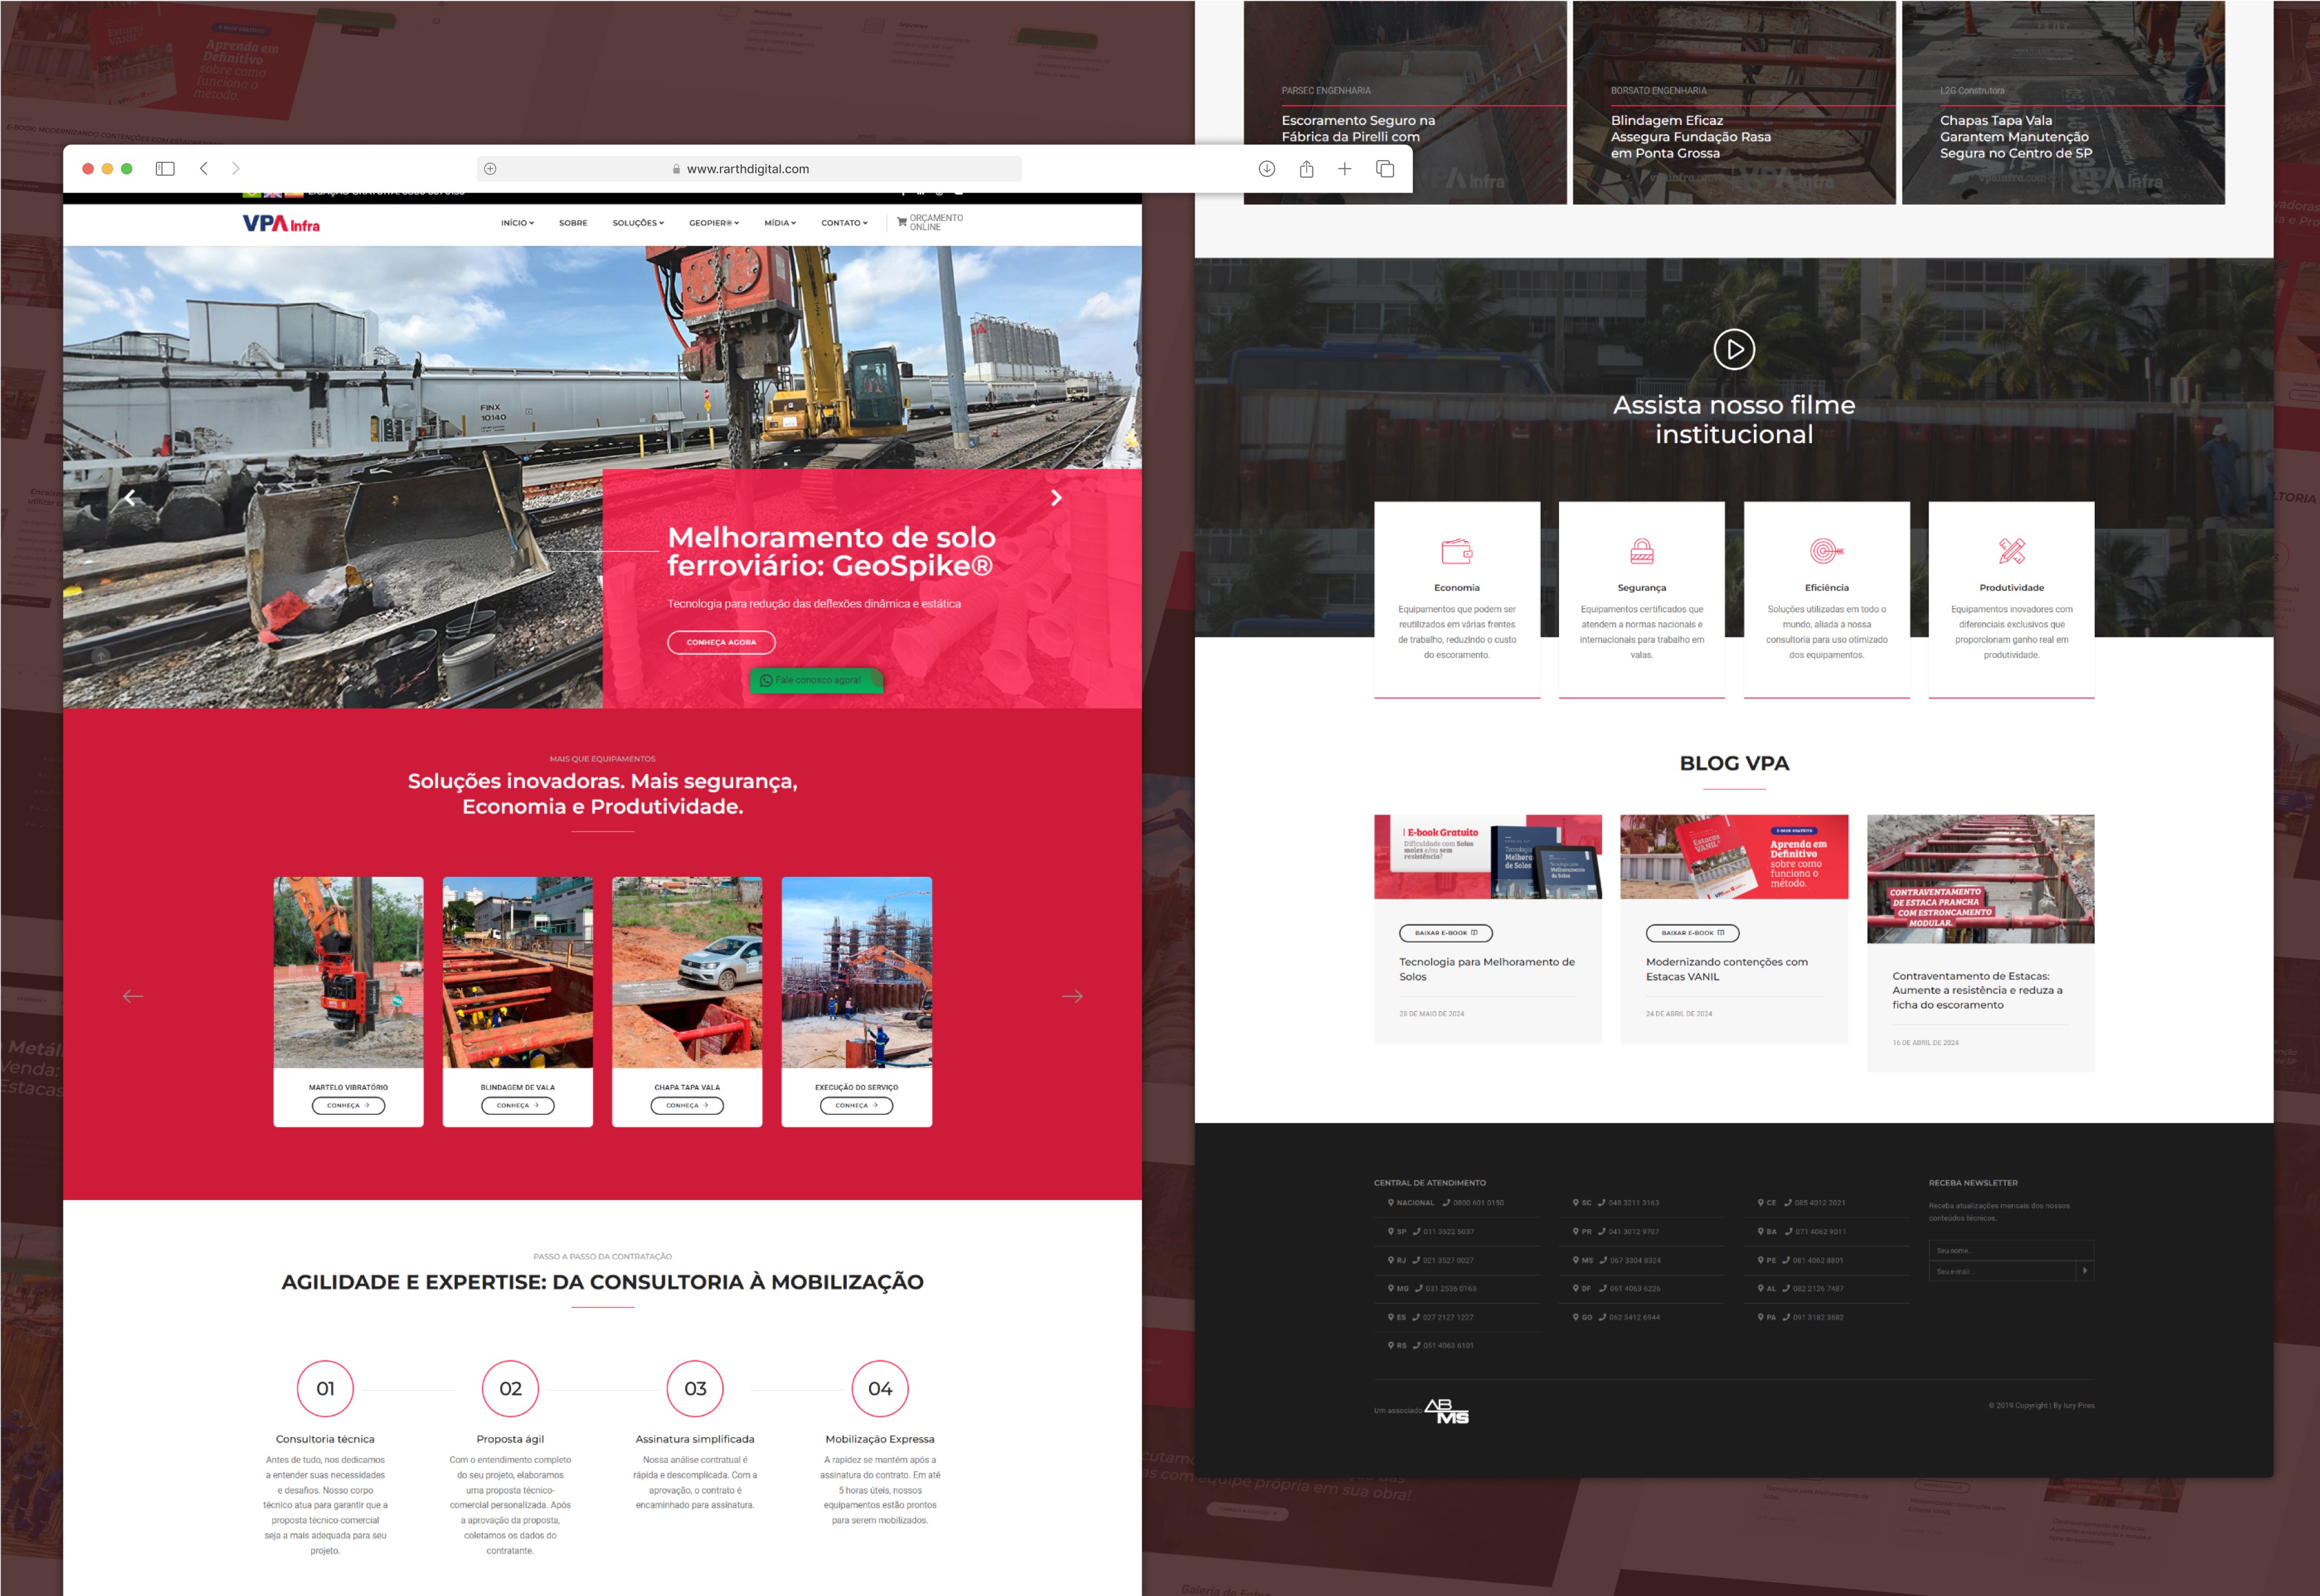 www.rarthdigital.com
VPA Infra
INÍCIO
SOBRE
SOLUÇÕES
GEOPIER®
MÍDIA
CONTATO
ORÇAMENTO
ONLINE
FINX
10140
Melhoramento de solo
ferroviário: GeoSpike®
Tecnologia para redução das deflexões dinâmica e estática
CONHEÇA AGORA
Fale conosco agora!
MAIS QUE EQUIPAMENTOS
Soluções inovadoras. Mais segurança,
Economia e Produtividade.
MARTELO VIBRATÓRIO
CONHEÇA
BLINDAGEM DE VALA
CONHEÇA
CHAPA TAPA VALA
CONHEÇA
EXECUÇÃO DO SERVIÇO
CONHEÇA
PASSO A PASSO DA CONTRATAÇÃO
AGILIDADE E EXPERTISE: DA CONSULTORIA À MOBILIZAÇÃO
01
Consultoria técnica
Antes de tudo, nos dedicamos
a entender suas necessidades
e desafios. Nosso corpo
técnico atua para garantir que a
proposta técnico-comercial
seja a mais adequada para seu
projeto.
02
Proposta ágil
Com o entendimento completo
do seu projeto, elaboramos
uma proposta técnico-
comercial personalizada. Após
a aprovação da proposta,
coletamos os dados do
contratante.
03
Assinatura simplificada
Nossa análise contratual é
rápida e descomplicada. Com a
aprovação, o contrato é
encaminhado para assinatura.
04
Mobilização Expressa
A rapidez se mantém após a
assinatura do contrato. Em até
5 horas úteis, nossos
equipamentos estão prontos
para serem mobilizados.
PARSEC ENGENHARIA
Escoramento Seguro na
Fábrica da Pirelli com
BORSATO ENGENHARIA
Blindagem Eficaz
Assegura Fundação Rasa
em Ponta Grossa
L2G Construtora
Chapas Tapa Vala
Garantem Manutenção
Segura no Centro de SP
Assista nosso filme
institucional
Economia
Equipamentos que podem ser
reutilizados em várias frentes
de trabalho, reduzindo o custo
do escoramento.
Segurança
Equipamentos certificados que
atendem a normas nacionais e
internacionais para trabalho em
valas.
Eficiência
Soluções utilizadas em todo o
mundo, aliada a nossa
consultoria para uso otimizado
dos equipamentos.
Produtividade
Equipamentos inovadores com
diferenciais exclusivos que
proporcionam ganho real em
produtividade.
BLOG VPA
E-book Gratuito
Dificuldade com Solos
moles e/ou sem
resistência?
BAIXAR E-BOOK
Tecnologia para Melhoramento de
Solos
28 DE MAIO DE 2024
Estacas
VANIL
E-BOOK GRATUITO
Aprenda em
Definitivo
sobre como
funciona o
método.
BAIXAR E-BOOK
Modernizando contenções com
Estacas VANIL
24 DE ABRIL DE 2024
CONTRAVENTAMENTO
DE ESTACA PRANCHA
COM ESTRONCAMENTO
MODULAR.
Contraventamento de Estacas:
Aumente a resistência e reduza a
ficha do escoramento
16 DE ABRIL DE 2024
CENTRAL DE ATENDIMENTO
NACIONAL 0800 601 0150
SP 011 3522 5037
RJ 021 3527 0027
MG 031 2536 0163
ES 027 2127 1227
RS 051 4063 6101
SC 048 3211 3163
PR 041 3012 9707
MS 067 3304 8324
DF 061 4063 6226
GO 062 3412 6944
CE 085 4012 2021
BA 071 4062 9011
PE 081 4062 8801
AL 082 2126 7487
PA 091 3182 3682
RECEBA NEWSLETTER
Receba atualizações mensais dos nossos
conteúdos técnicos.
Seu nome...
Seu e-mail...
Um associado ABMS
© 2019 Copyright | By Iury Pires